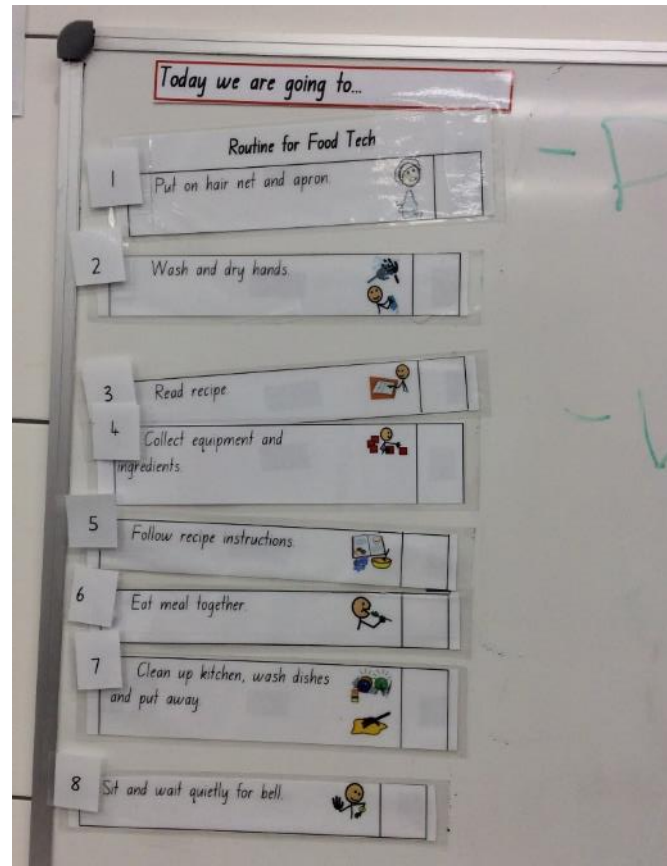 Today we are going to...
Routine for Food Tech
1
Put on hair net and apron.
2
Wash and dry hands.
3
Read recipe.
4
Collect equipment and
ingredients.
5
Follow recipe instructions.
6
Eat meal together.
7
Clean up kitchen, wash dishes
and put away.
8
Sit and wait quietly for bell.